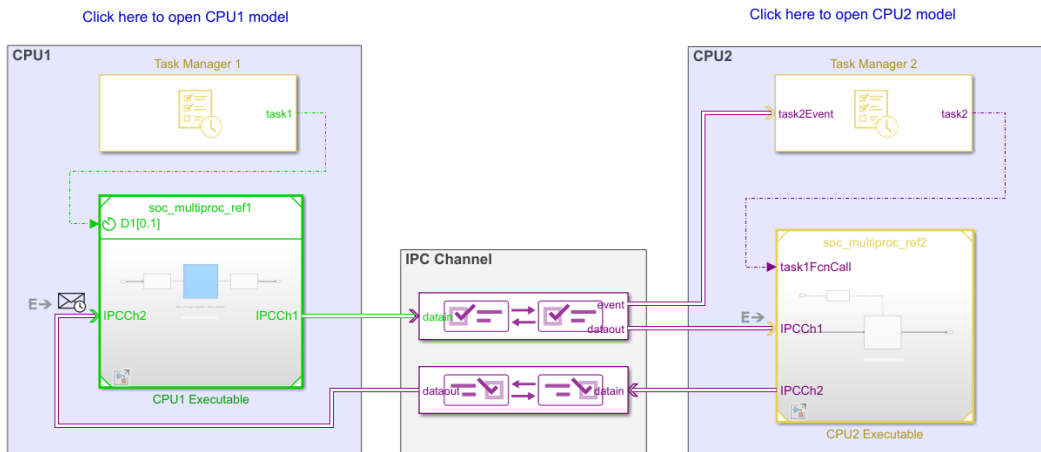 Click here to open CPU1 model
Click here to open CPU2 model
CPU1
Task Manager 1
task1
soc_multiproc_ref1
D1[0.1]
E
IPCCh2
IPCCh1
CPU1 Executable
IPC Channel
datain
event
dataout
dataout
datain
CPU2
Task Manager 2
task2Event
task2
soc_multiproc_ref2
task1FcnCall
E
IPCCh1
IPCCh2
CPU2 Executable